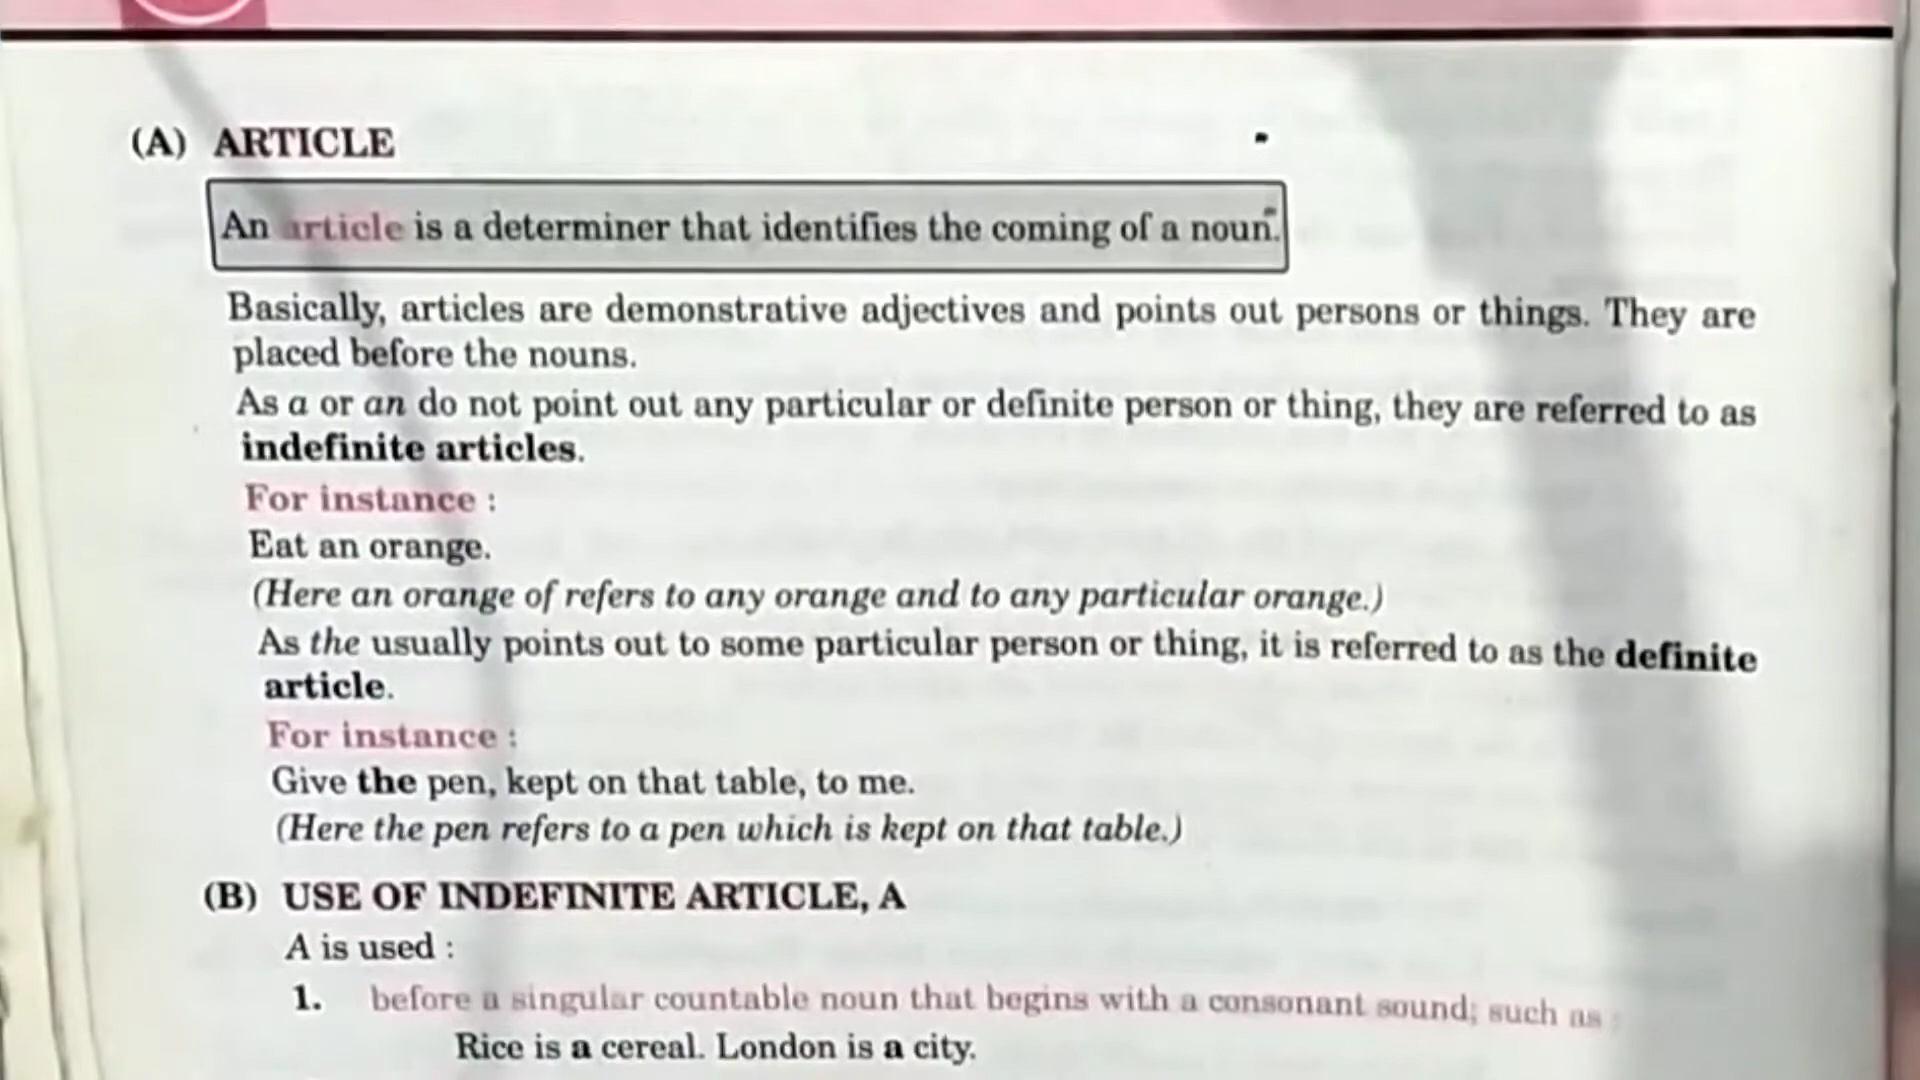 (A) ARTICLE
An article is a determiner that identifies the coming of a noun.
Basically, articles are demonstrative adjectives and points out persons or things. They are
placed before the nouns.
As a or an do not point out any particular or definite person or thing, they are referred to as
indefinite articles.
For instance :
Eat an orange.
(Here an orange of refers to any orange and to any particular orange.)
As the usually points out to some particular person or thing, it is referred to as the definite
article.
For instance :
Give the pen, kept on that table, to me.
(Here the pen refers to a pen which is kept on that table.)
(B) USE OF INDEFINITE ARTICLE, A
A is used :
1. before a singular countable noun that begins with a consonant sound; such as :
Rice is a cereal. London is a city.